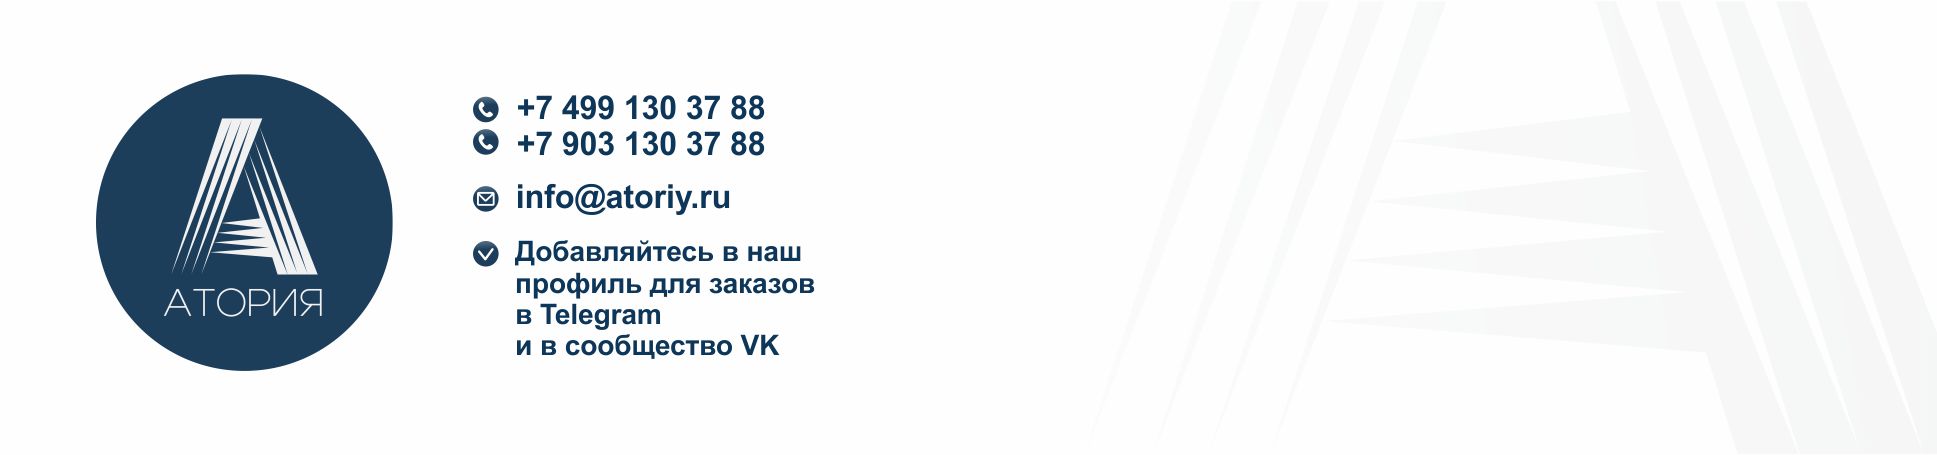 АТОРИЯ
+7 499 130 37 88
+7 903 130 37 88
info@atoriy.ru
Добавляйтесь в наш
профиль для заказов
в Telegram
и в сообщество VK